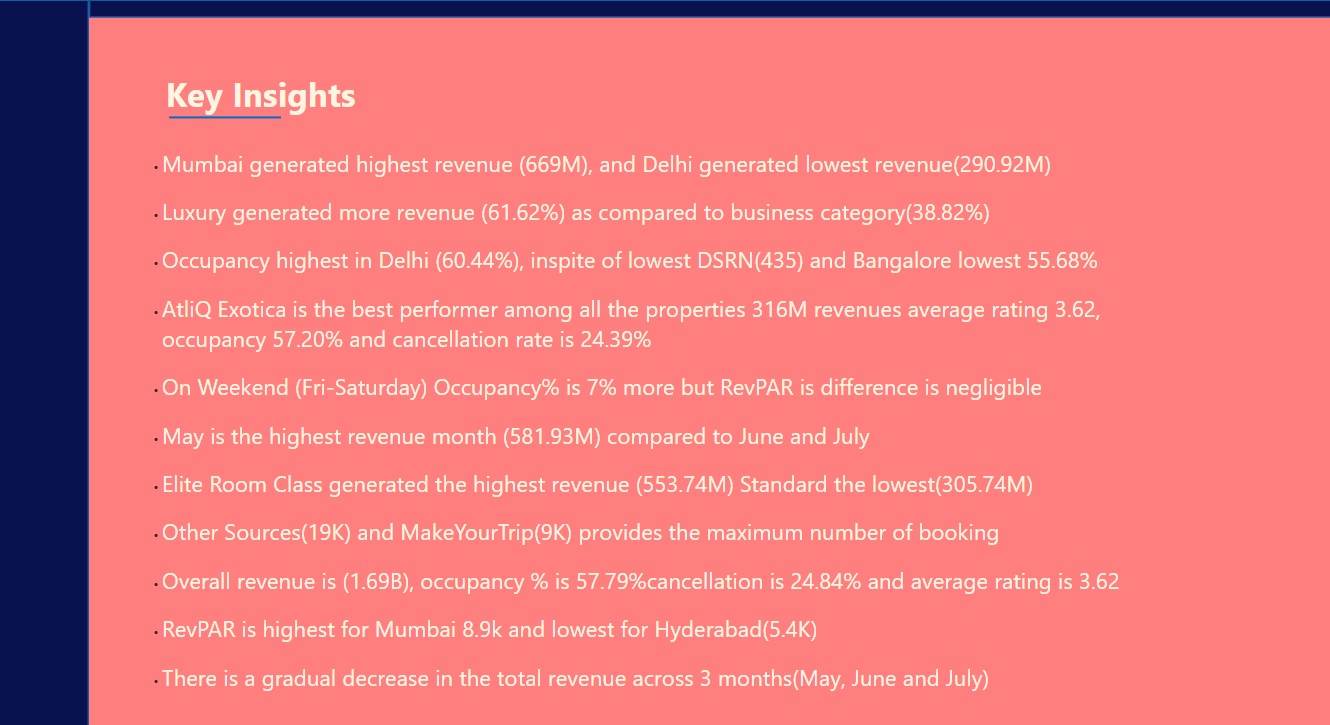 Key Insights
• Mumbai generated highest revenue (669M), and Delhi generated lowest revenue(290.92M)
• Luxury generated more revenue (61.62%) as compared to business category(38.82%)
• Occupancy highest in Delhi (60.44%), inspite of lowest DSRN(435) and Bangalore lowest 55.68%
• AtliQ Exotica is the best performer among all the properties 316M revenues average rating 3.62,
occupancy 57.20% and cancellation rate is 24.39%
• On Weekend (Fri-Saturday) Occupancy% is 7% more but RevPAR is difference is negligible
• May is the highest revenue month (581.93M) compared to June and July
• Elite Room Class generated the highest revenue (553.74M) Standard the lowest(305.74M)
• Other Sources(19K) and MakeYourTrip(9K) provides the maximum number of booking
• Overall revenue is (1.69B), occupancy % is 57.79%cancellation is 24.84% and average rating is 3.62
• RevPAR is highest for Mumbai 8.9k and lowest for Hyderabad(5.4K)
• There is a gradual decrease in the total revenue across 3 months(May, June and July)